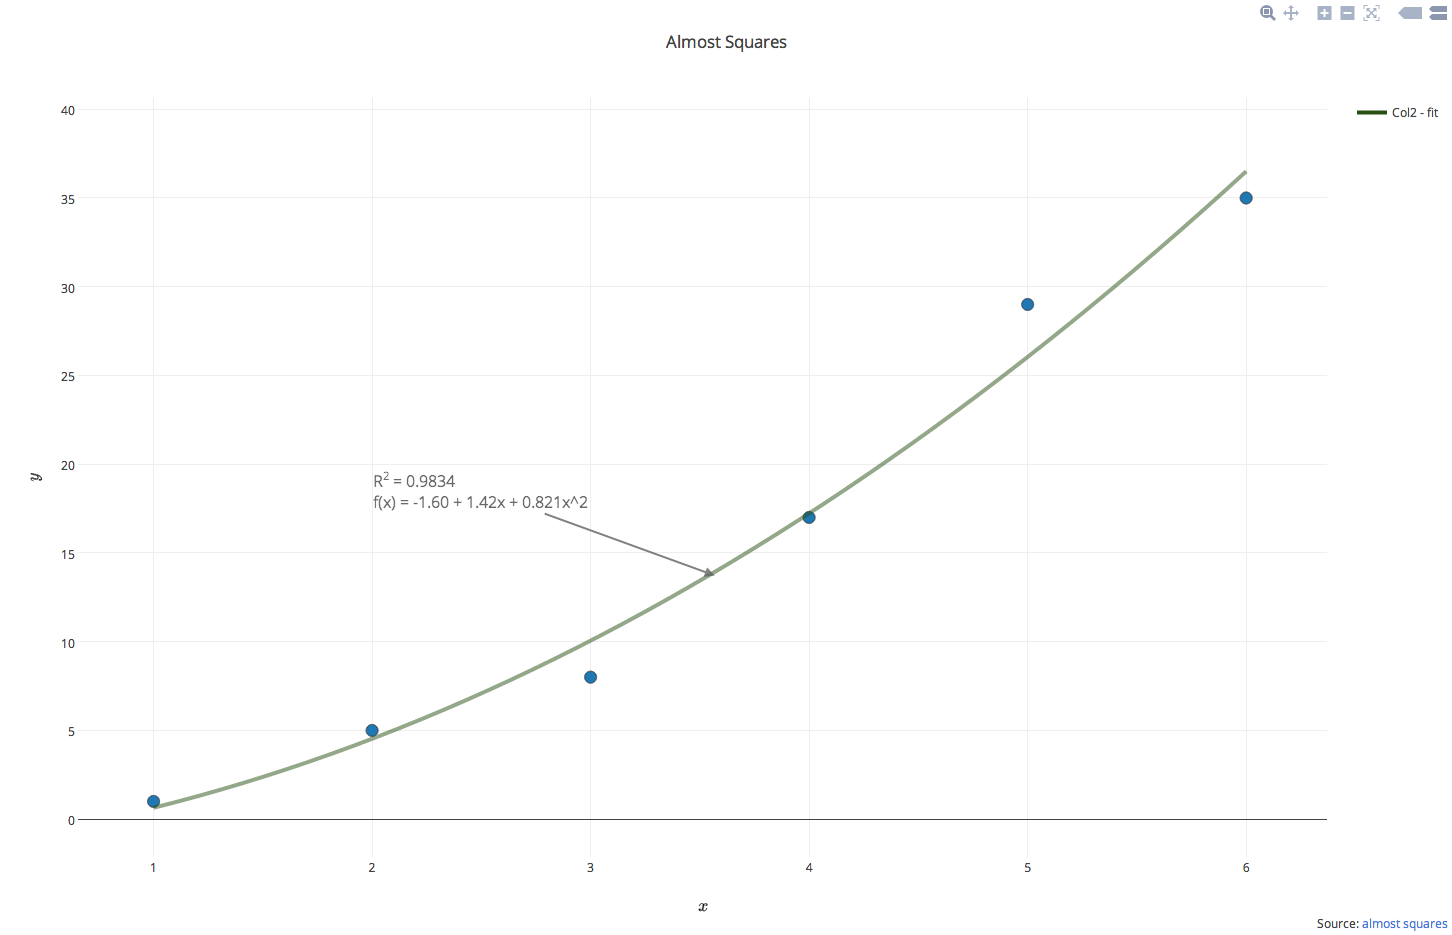 Almost Squares
40
35
30
25
20
15
10
5
0
y
Col2 - fit
R² = 0.9834
f(x) = -1.60 + 1.42x + 0.821x^2
1 2 3 4 5 6
x
Source: almost squares